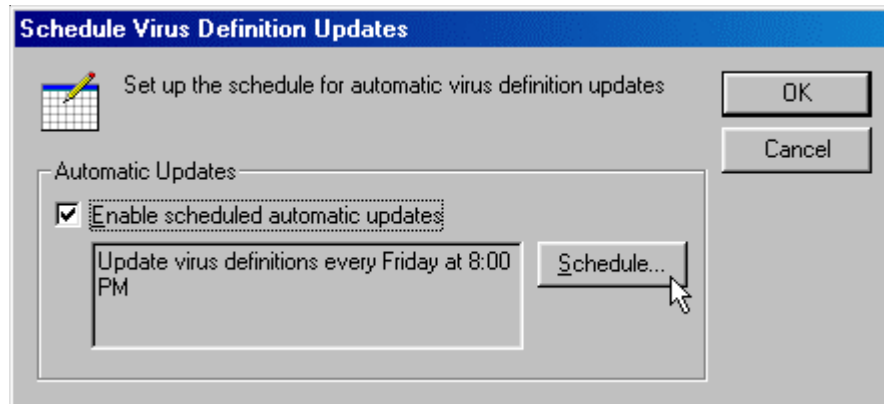 Schedule Virus Definition Updates
Set up the schedule for automatic virus definition updates
OK
Cancel
Automatic Updates
Enable scheduled automatic updates
Update virus definitions every Friday at 8:00
PM
Schedule...